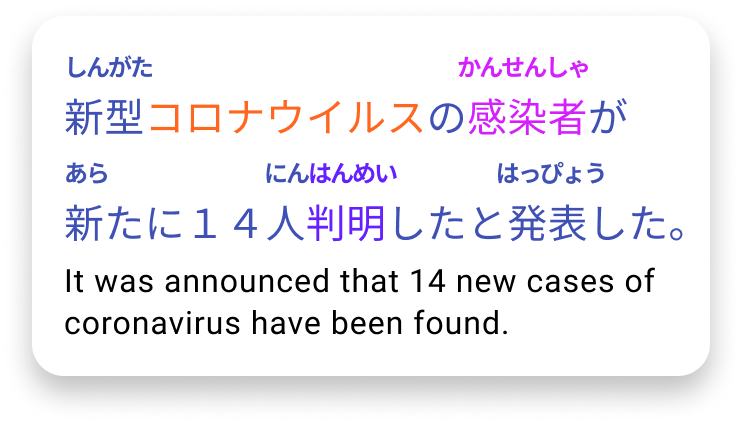 しんがた かんせんしゃ
新型コロナウイルスの感染者が
あら にんはんめい はっぴょう
新たに１４人判明したと発表した。
It was announced that 14 new cases of
coronavirus have been found.